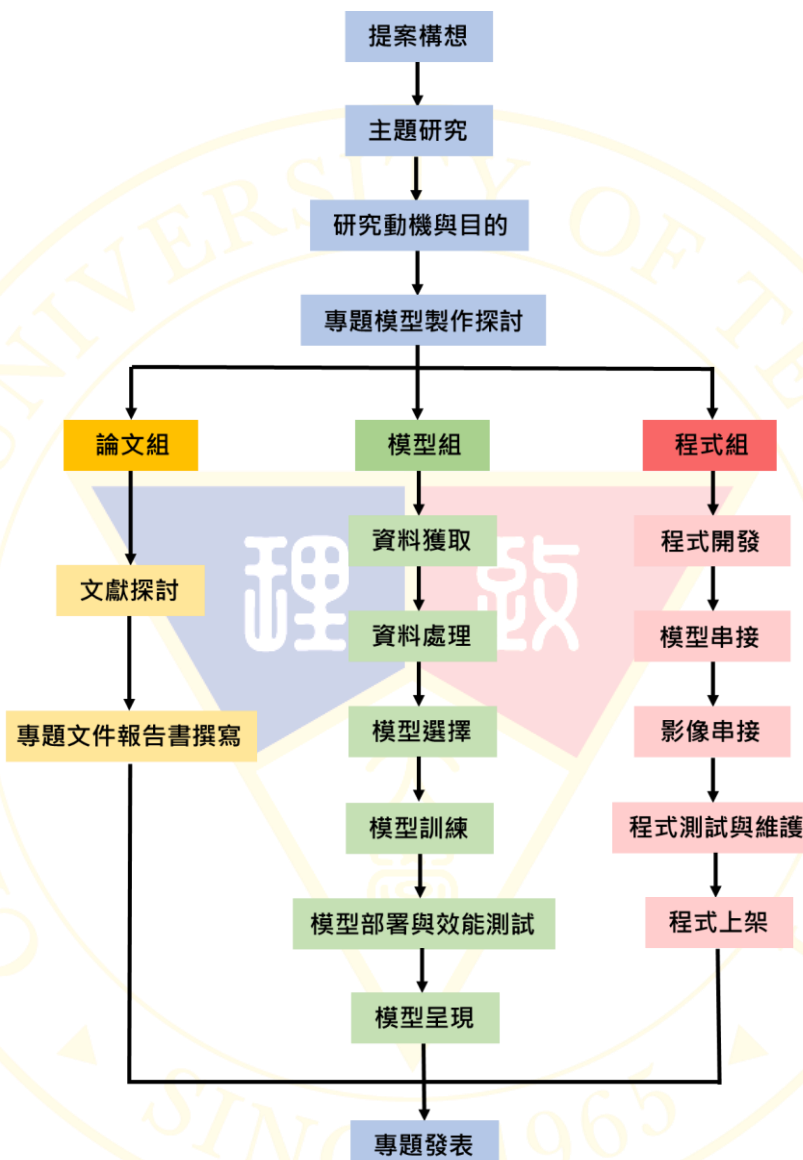 提案構想
主題研究
研究動機與目的
專題模型製作探討
論文組
模型組
程式組
資料獲取
程式開發
文獻探討
資料處理
模型串接
專題文件報告書撰寫
模型選擇
影像串接
模型訓練
程式測試與維護
模型部署與效能測試
程式上架
模型呈現
專題發表
理 致
UNIVERSITY OF TE
SINCE 1965